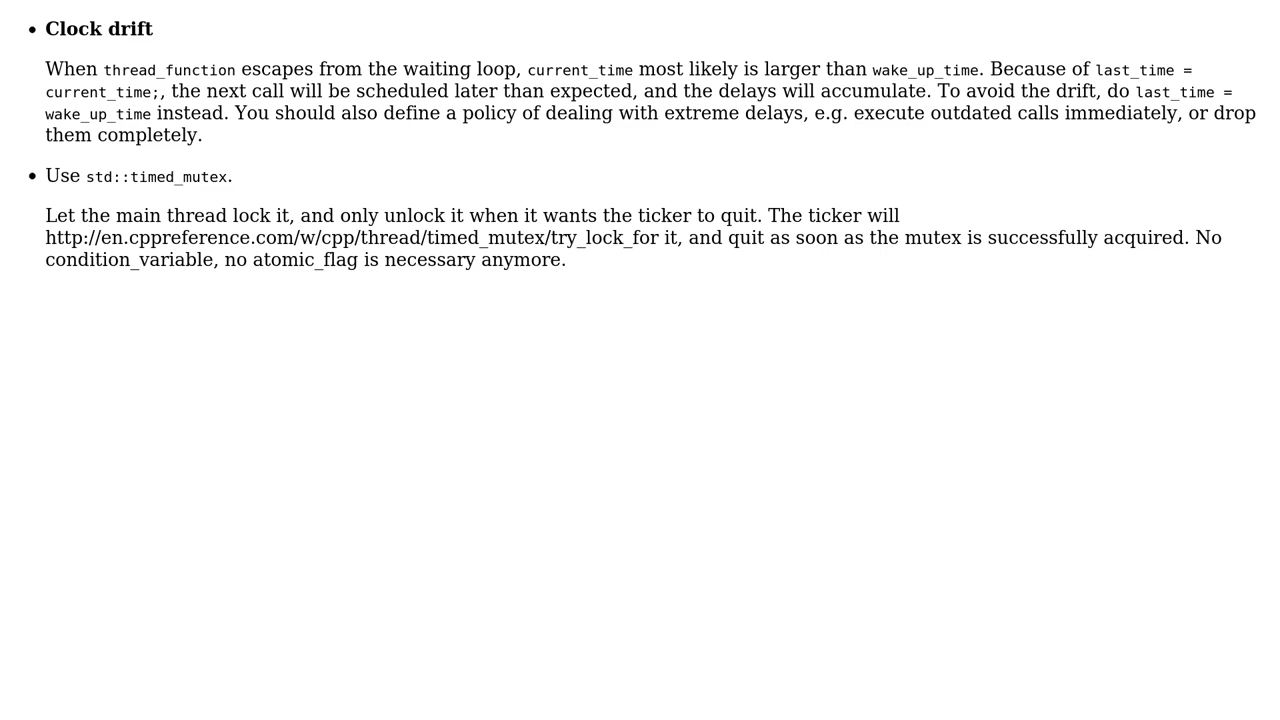 • Clock drift
When thread_function escapes from the waiting loop, current_time most likely is larger than wake_up_time. Because of last_time =
current_time;, the next call will be scheduled later than expected, and the delays will accumulate. To avoid the drift, do last_time =
wake_up_time instead. You should also define a policy of dealing with extreme delays, e.g. execute outdated calls immediately, or drop
them completely.
• Use std::timed_mutex.
Let the main thread lock it, and only unlock it when it wants the ticker to quit. The ticker will
http://en.cppreference.com/w/cpp/thread/timed_mutex/try_lock_for it, and quit as soon as the mutex is successfully acquired. No
condition_variable, no atomic_flag is necessary anymore.